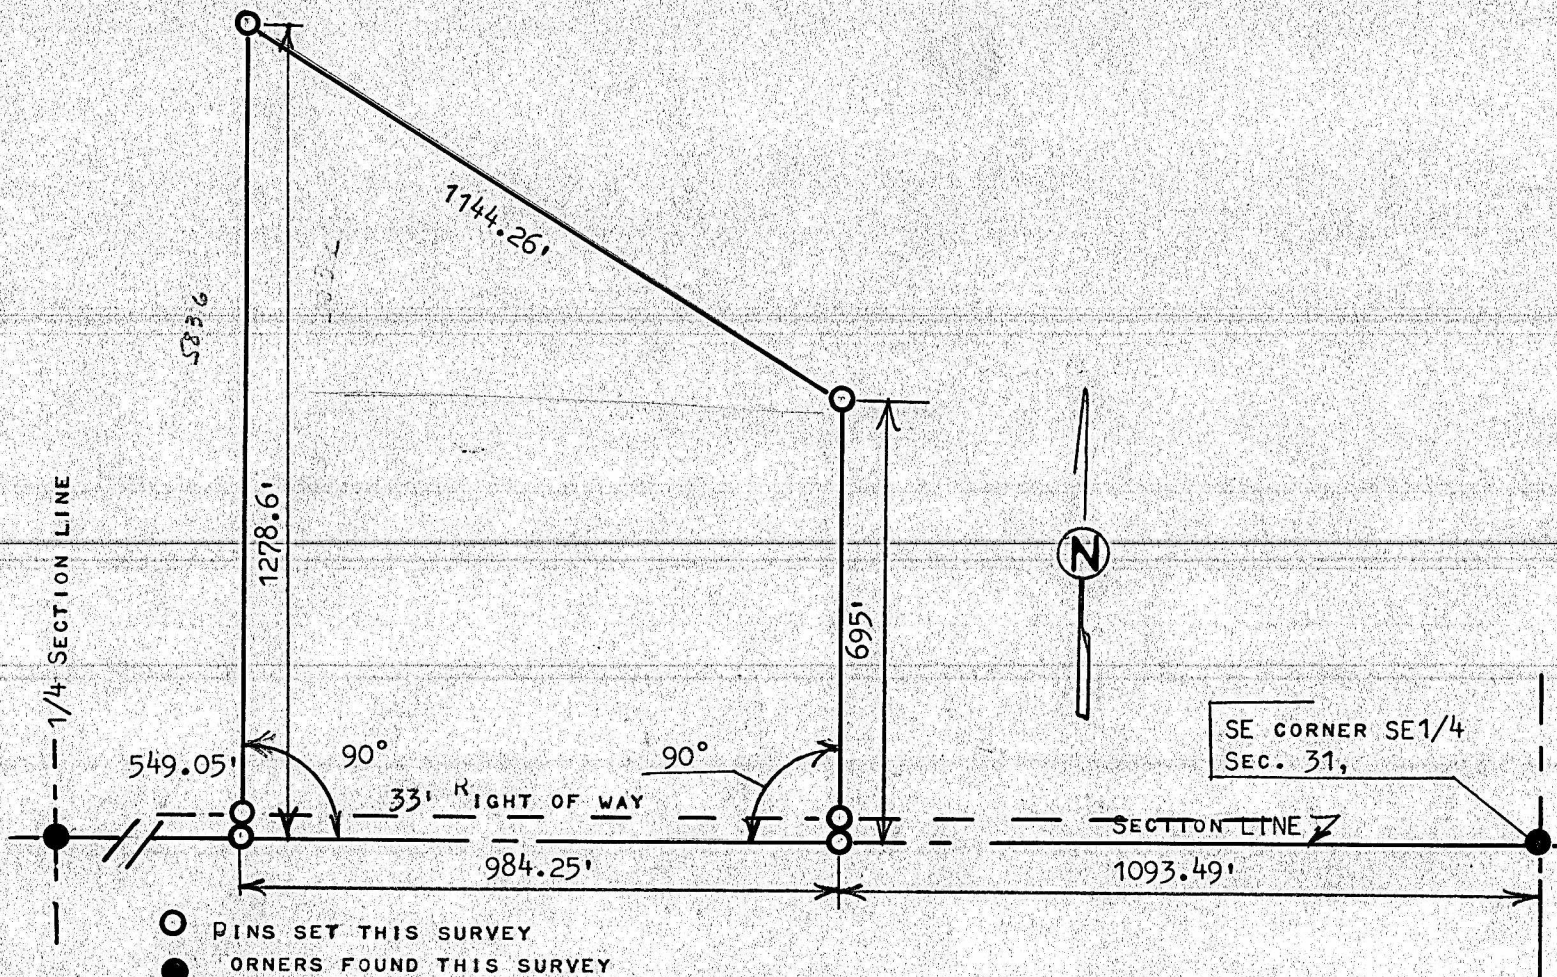 1144.26'
5836
1278.6'
1/4 SECTION LINE
N
695'
SE CORNER SE1/4
SEC. 31,
549.05'
90°
90°
33' RIGHT OF WAY
SECTION LINE
984.25'
1093.49'
PINS SET THIS SURVEY
ORNERS FOUND THIS SURVEY